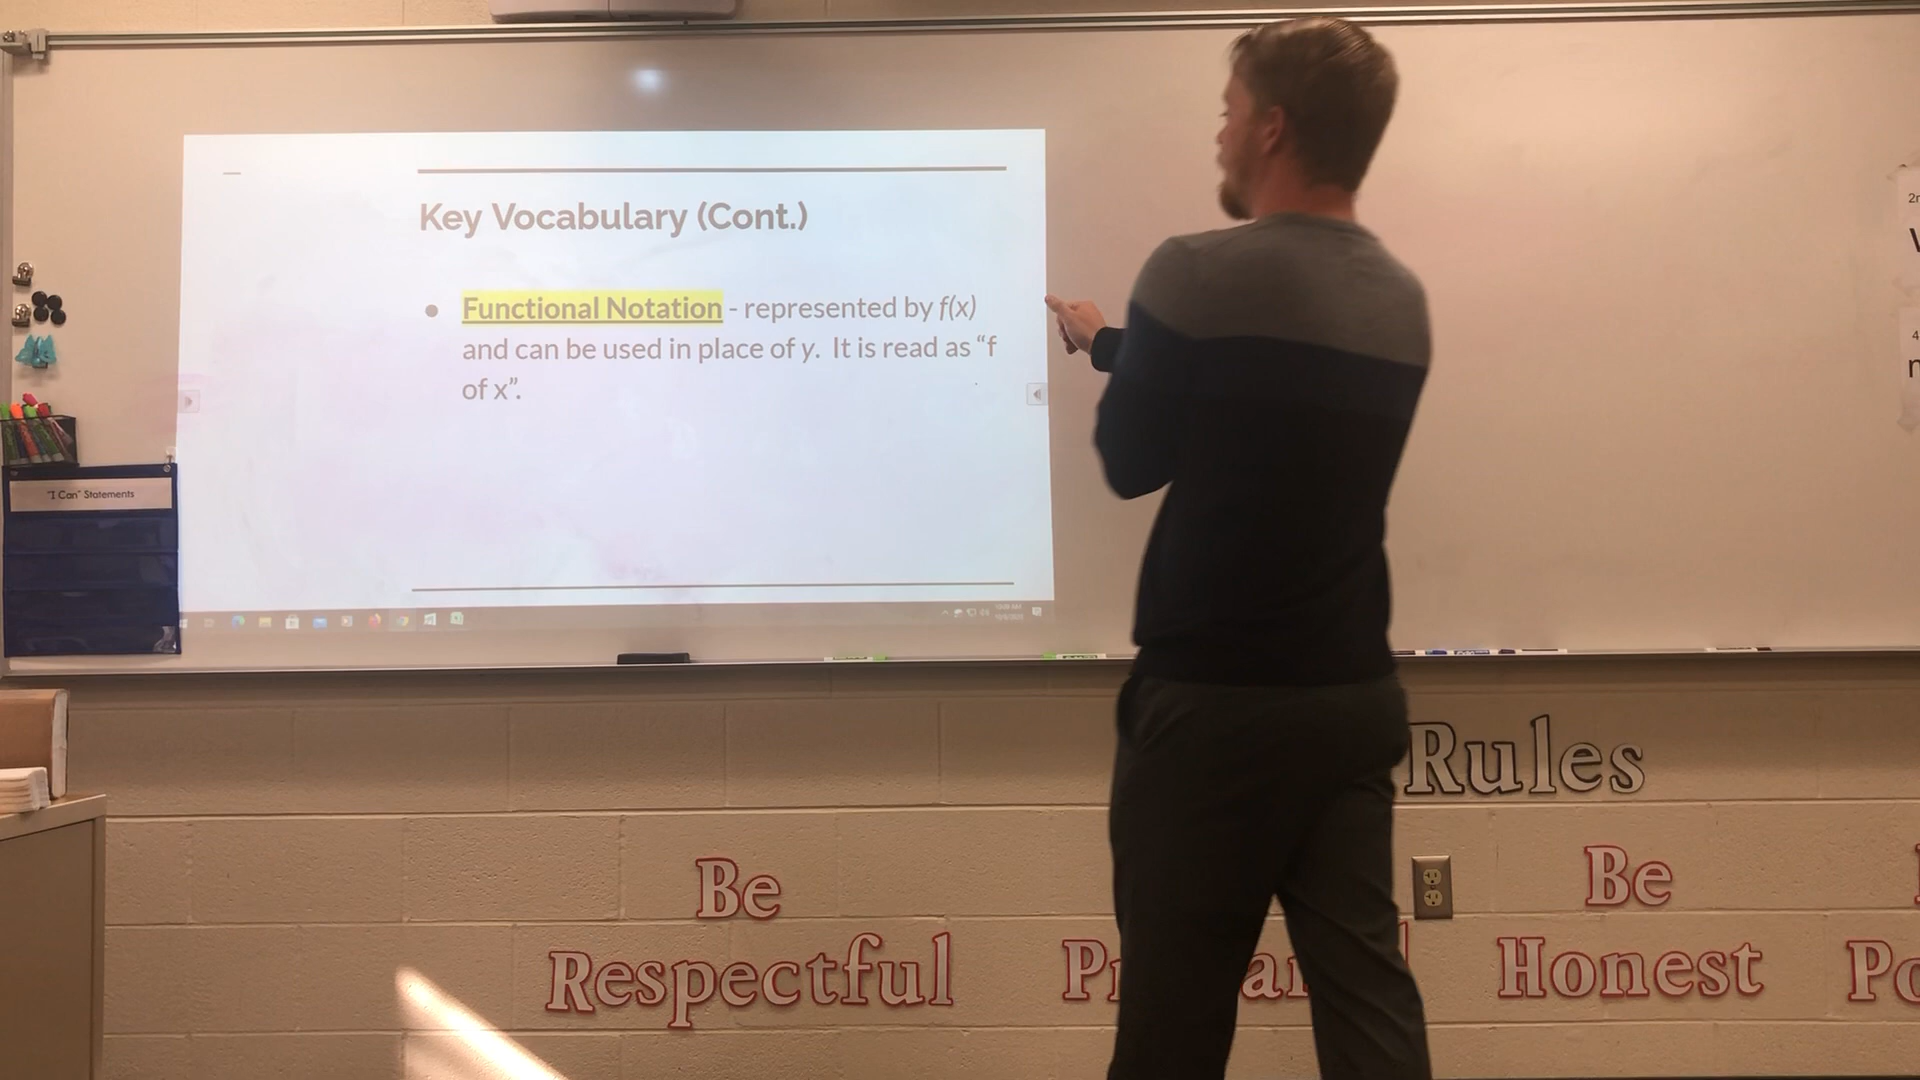 Key Vocabulary (Cont.)
● Functional Notation - represented by f(x)
and can be used in place of y. It is read as “f
of x”.
"I Can" Statements
Rules
Be
Respectful
Be
Honest